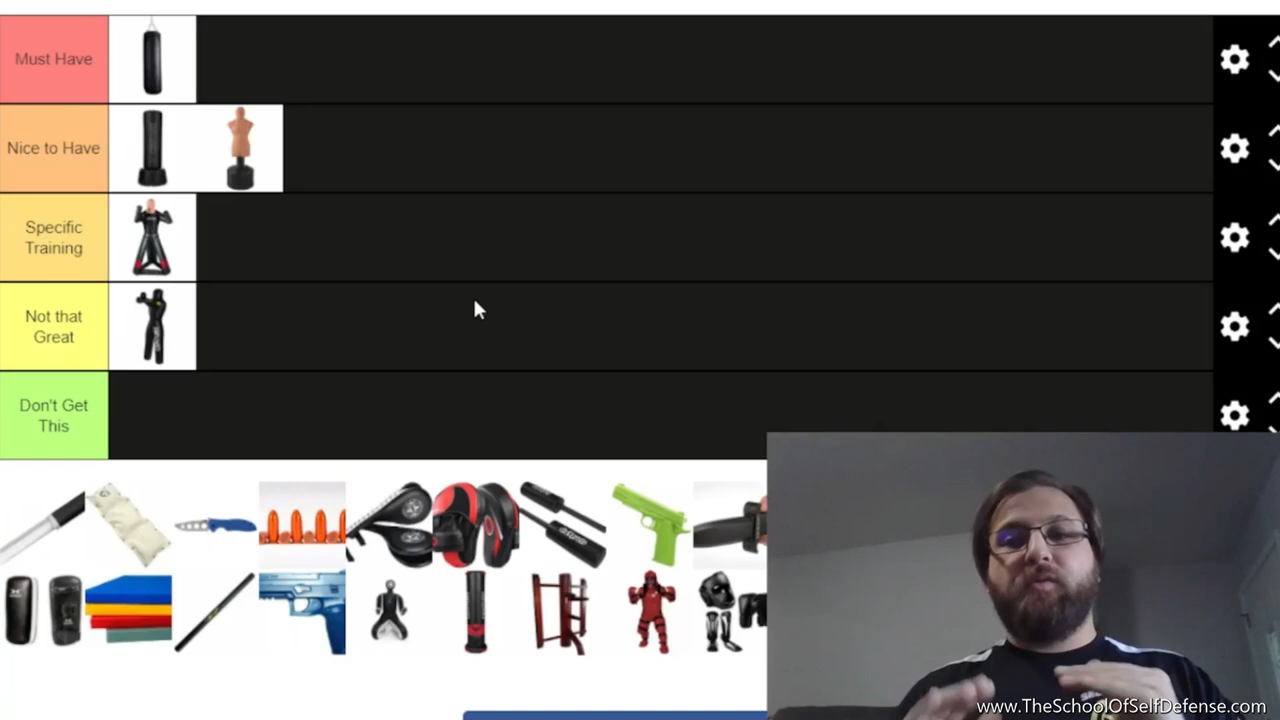 Must Have
Nice to Have
Specific
Training
Not that
Great
Don't Get
This
www.TheSchoolOfSelfDefense.com